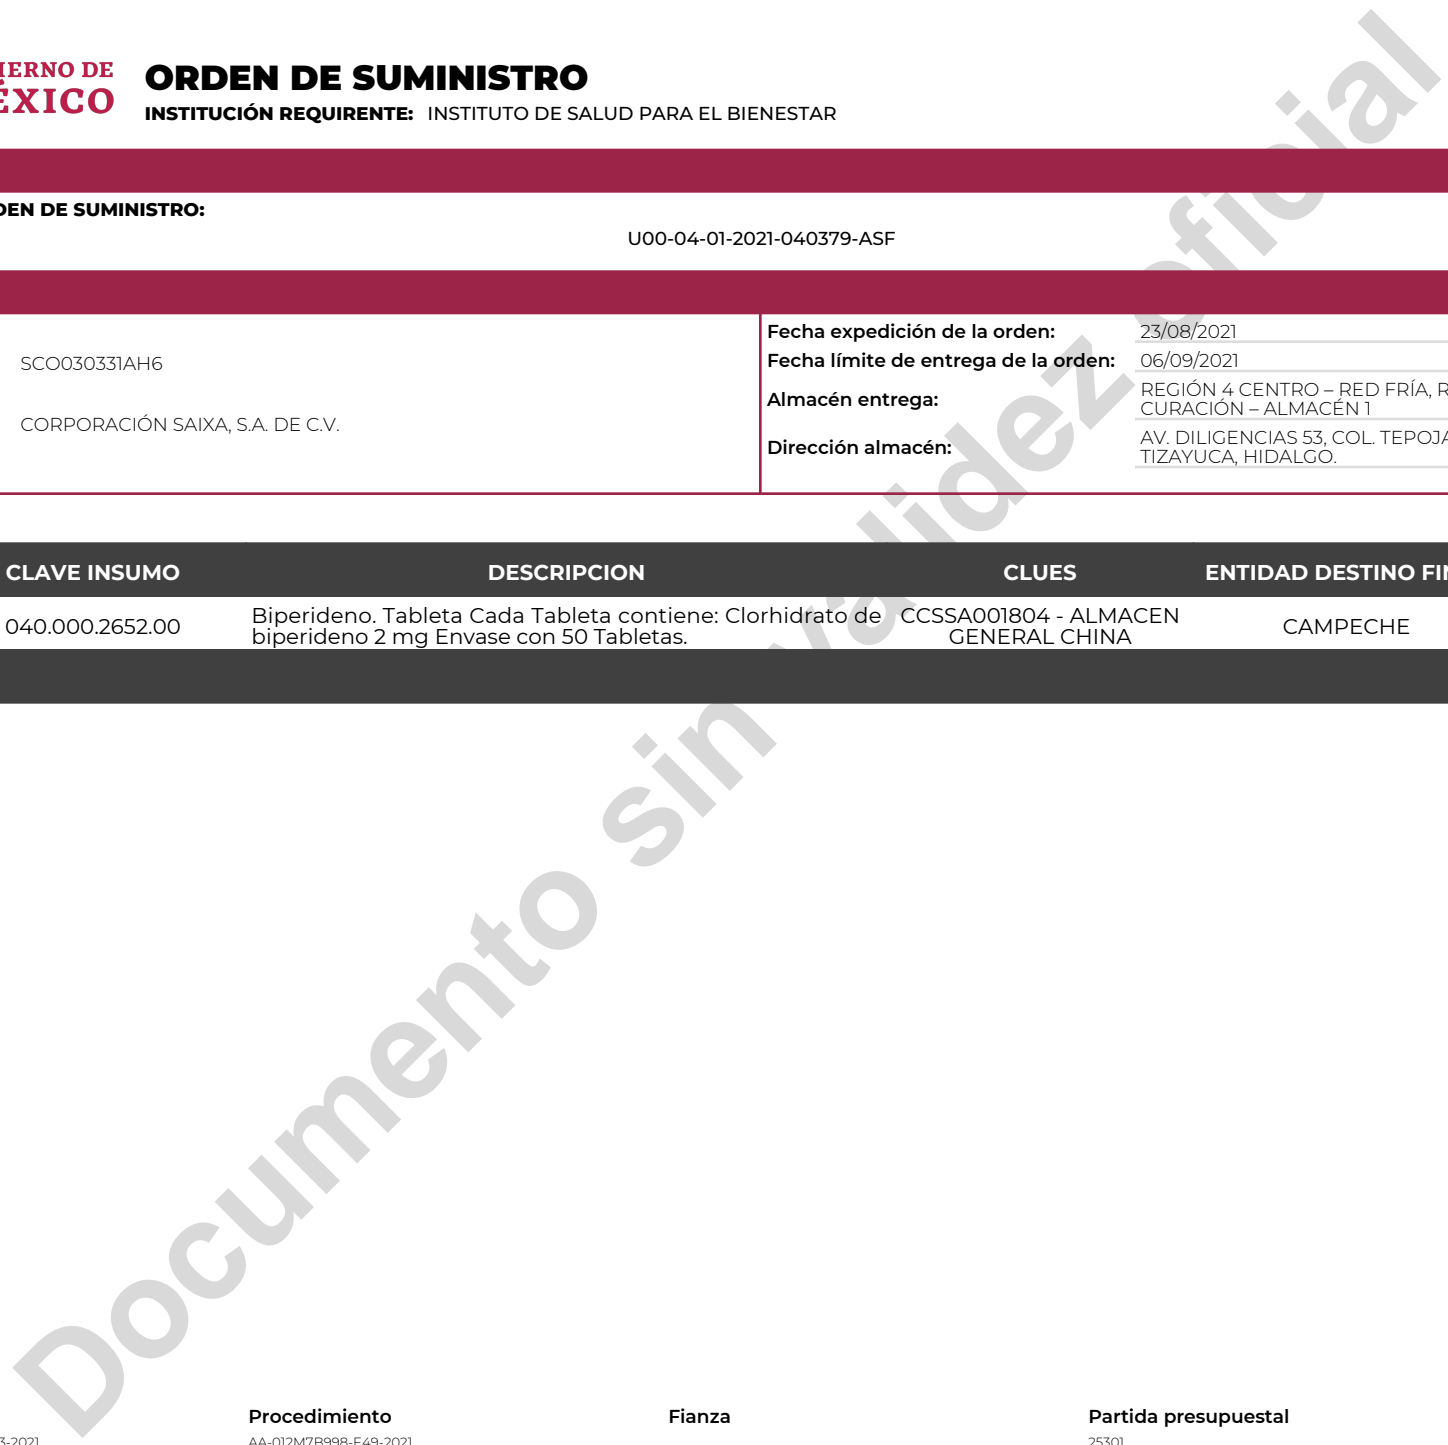 ORDEN DE SUMINISTRO
DE
INSTITUCIÓN REQUIRENTE: INSTITUTO DE SALUD PARA EL BIENESTAR
DE SUMINISTRO:
U00-04-01-2021-040379-ASF
SCO030331AH6
CORPORACIÓN SAIXA, S.A. DE C.V.
Fecha expedición de la orden: 23/08/2021
Fecha límite de entrega de la orden: 06/09/2021
Almacén entrega: REGIÓN 4 CENTRO – RED FRÍA,
CURACIÓN – ALMACÉN 1
Dirección almacén: AV. DILIGENCIAS 53, COL.
TIZAYUCA, HIDALGO.
CLAVE INSUMO DESCRIPCION CLUES ENTIDAD DESTINO
040.000.2652.00 Biperideno. Tableta Cada Tableta contiene: Clorhidrato de biperideno 2 mg Envase con 50 Tabletas. CCSSA001804 - ALMACEN GENERAL CHINA CAMPECHE
Documento sin validez oficial
Procedimiento Fianza Partida presupuestal